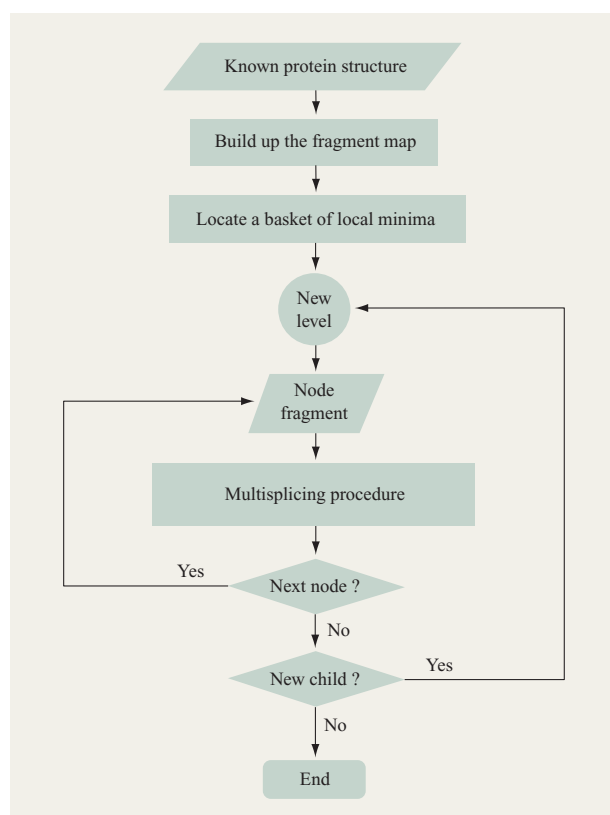 Known protein structure
Build up the fragment map
Locate a basket of local minima
New
level
Node
fragment
Multisplicing procedure
Yes
Next node ?
No
New child ?
Yes
No
End